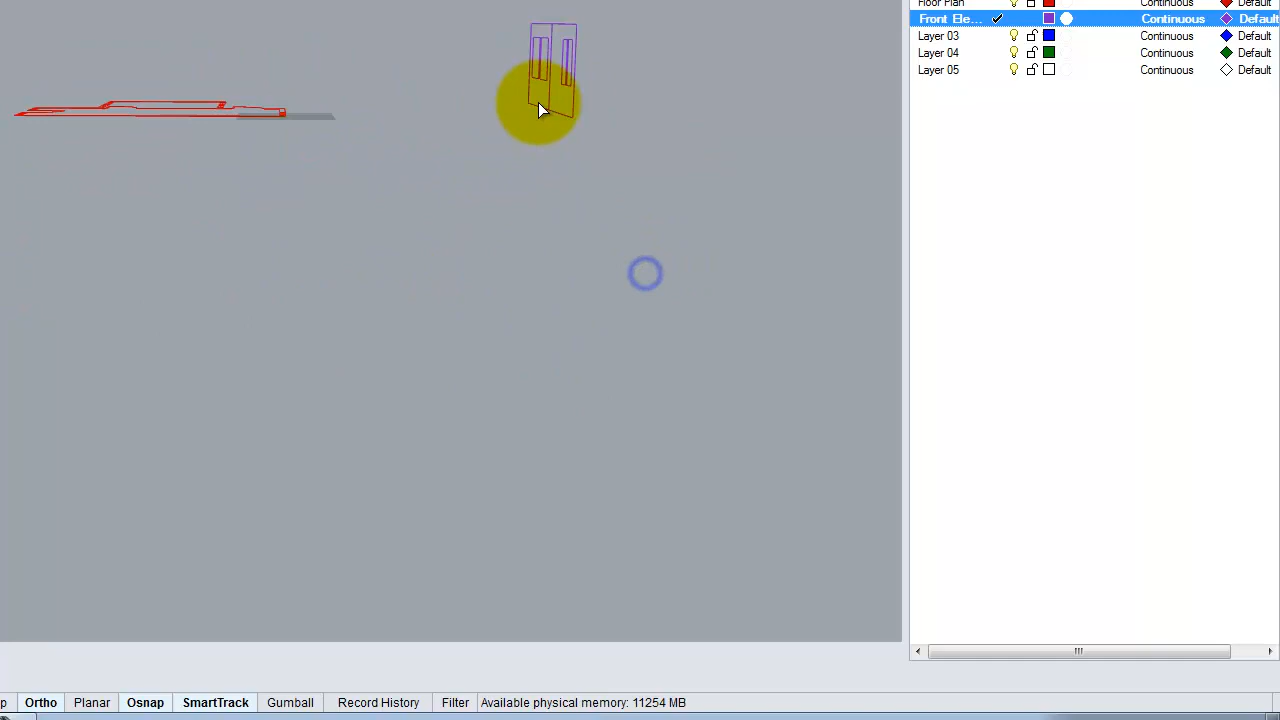 Floor Plan Continuous Default
Front Ele... Continuous Default
Layer 03 Continuous Default
Layer 04 Continuous Default
Layer 05 Continuous Default
p Ortho Planar Osnap SmartTrack Gumball Record History Filter Available physical memory: 11254 MB